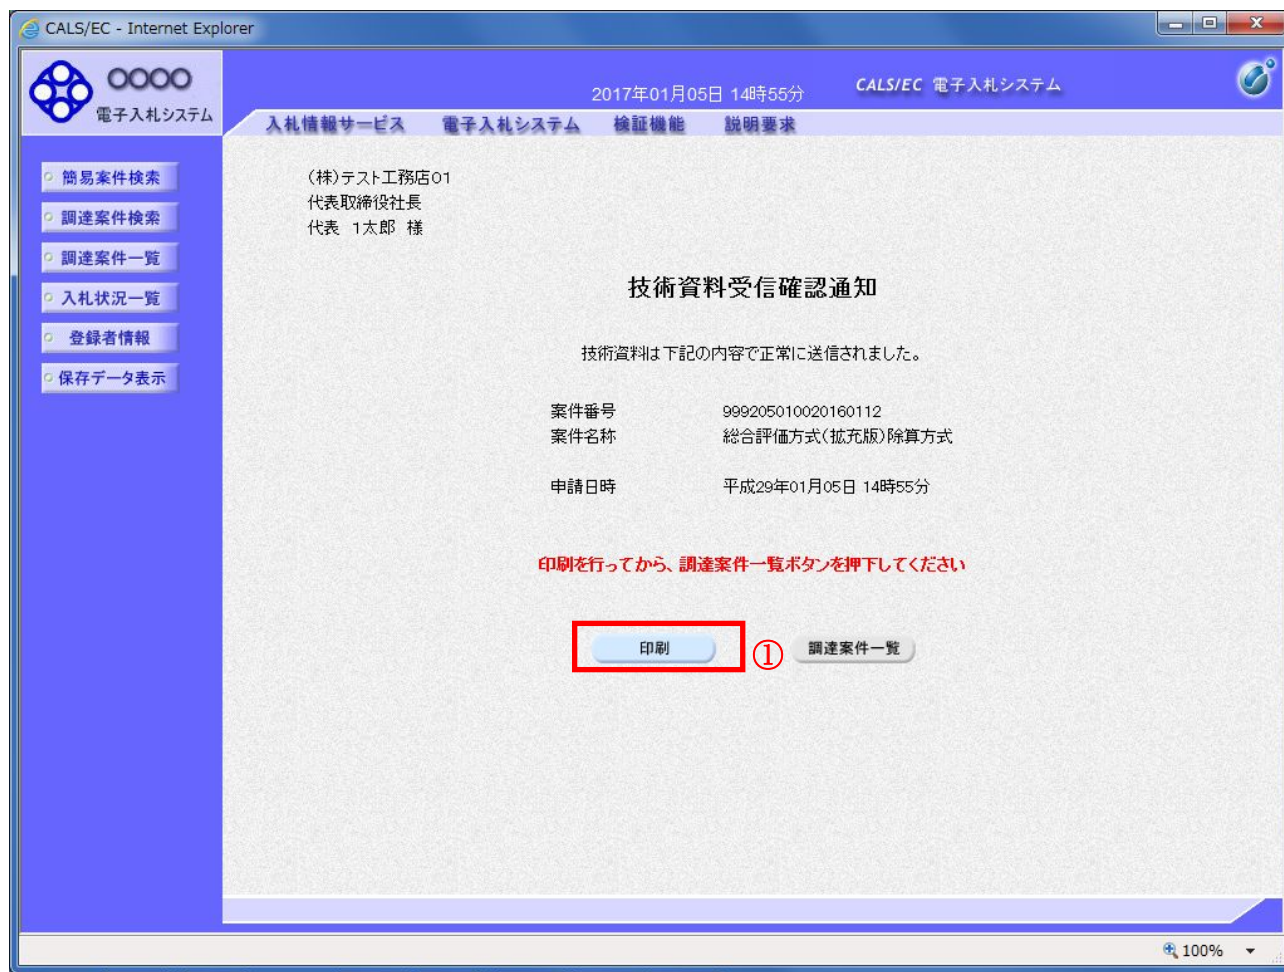 CALS/EC - Internet Explorer
〇〇〇〇
電子入札システム
2017年01月05日 14時55分
CALS/EC 電子入札システム
入札情報サービス 電子入札システム 検証機能 説明要求
簡易案件検索
調達案件検索
調達案件一覧
入札状況一覧
登録者情報
保存データ表示
(株)テスト工務店01
代表取締役社長
代表 1太郎 様
技術資料受信確認通知
技術資料は下記の内容で正常に送信されました。
案件番号 999205010020160112
案件名称 総合評価方式(拡充版)除算方式
申請日時 平成29年01月05日 14時55分
印刷を行ってから、調達案件一覧ボタンを押下してください
印刷 ① 調達案件一覧
100%